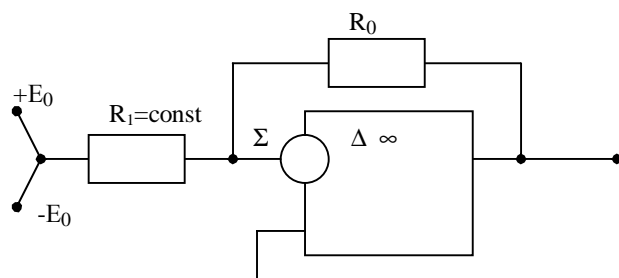 R₀
+E₀
R₁=const
Σ
Δ ∞
-E₀